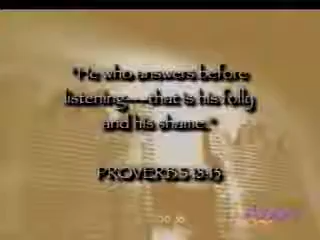 "He who answers before
listening---that is his folly
and his shame."
PROVERBS 18:13